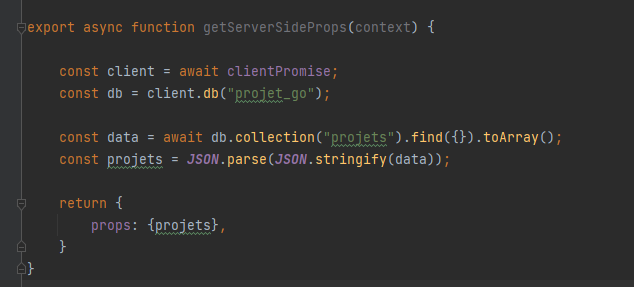 export async function getServerSideProps(context) {
const client = await clientPromise;
const db = client.db("projet_go");
const data = await db.collection("projets").find({}).toArray();
const projets = JSON.parse(JSON.stringify(data));
return {
props: {projets},
}
}